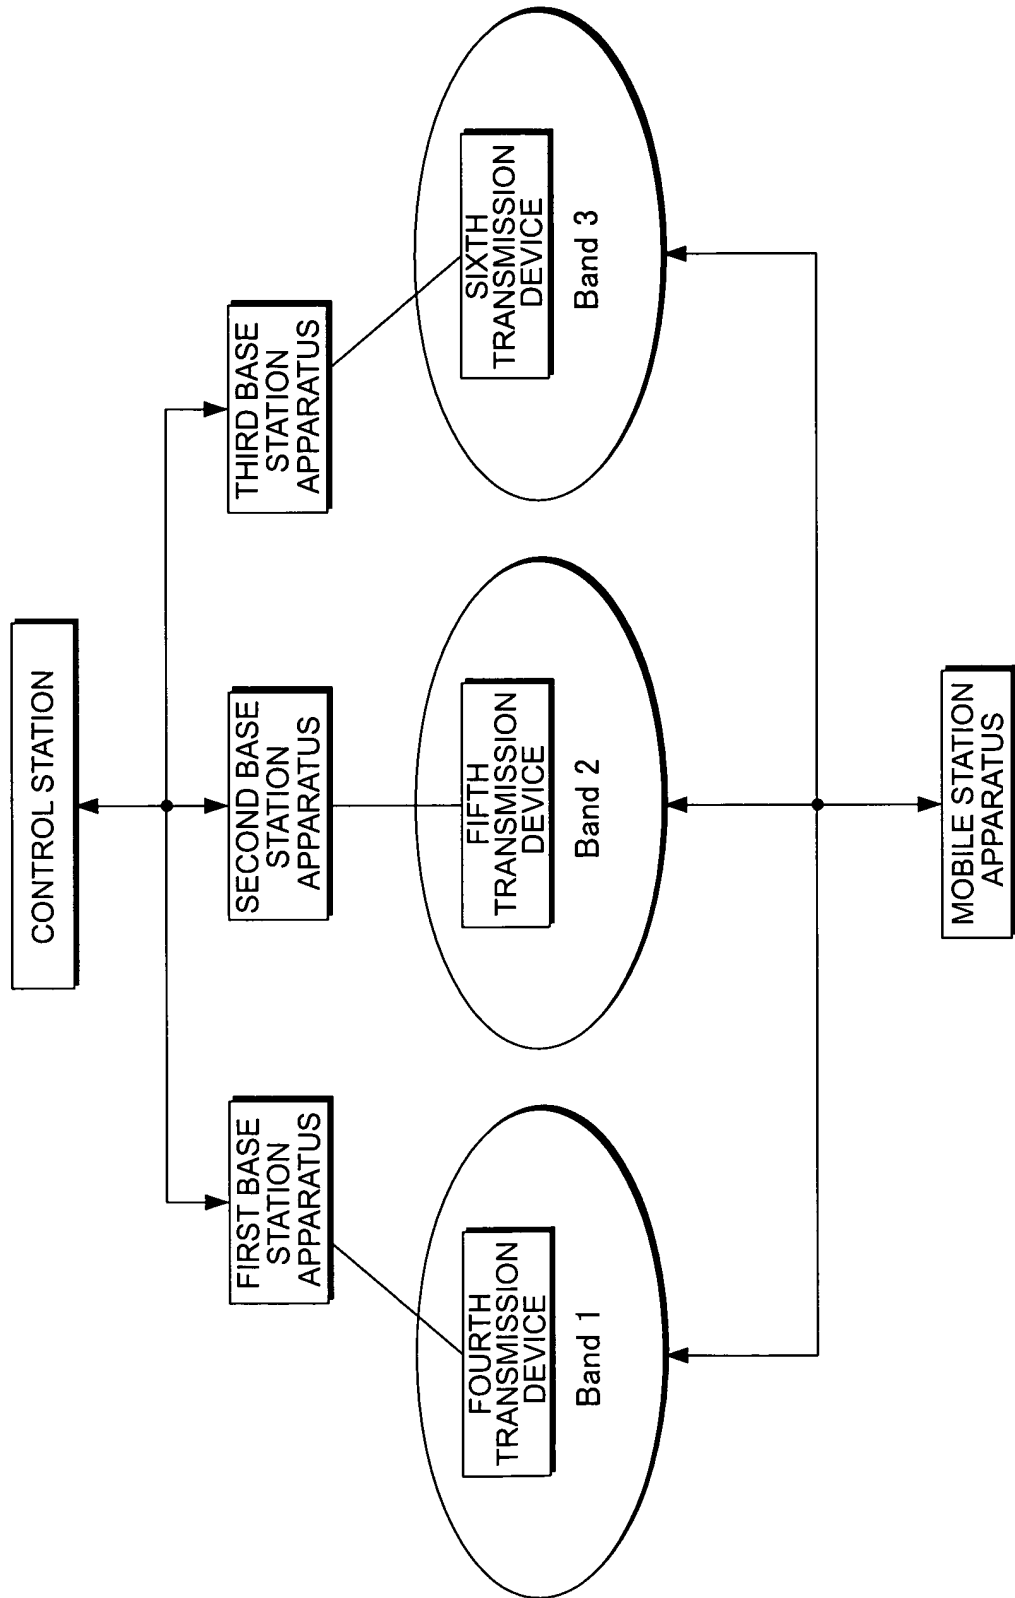 CONTROL STATION
FIRST BASE
STATION
APPARATUS
SECOND BASE
STATION
APPARATUS
THIRD BASE
STATION
APPARATUS
FOURTH
TRANSMISSION
DEVICE
Band 1
FIFTH
TRANSMISSION
DEVICE
Band 2
SIXTH
TRANSMISSION
DEVICE
Band 3
MOBILE STATION
APPARATUS